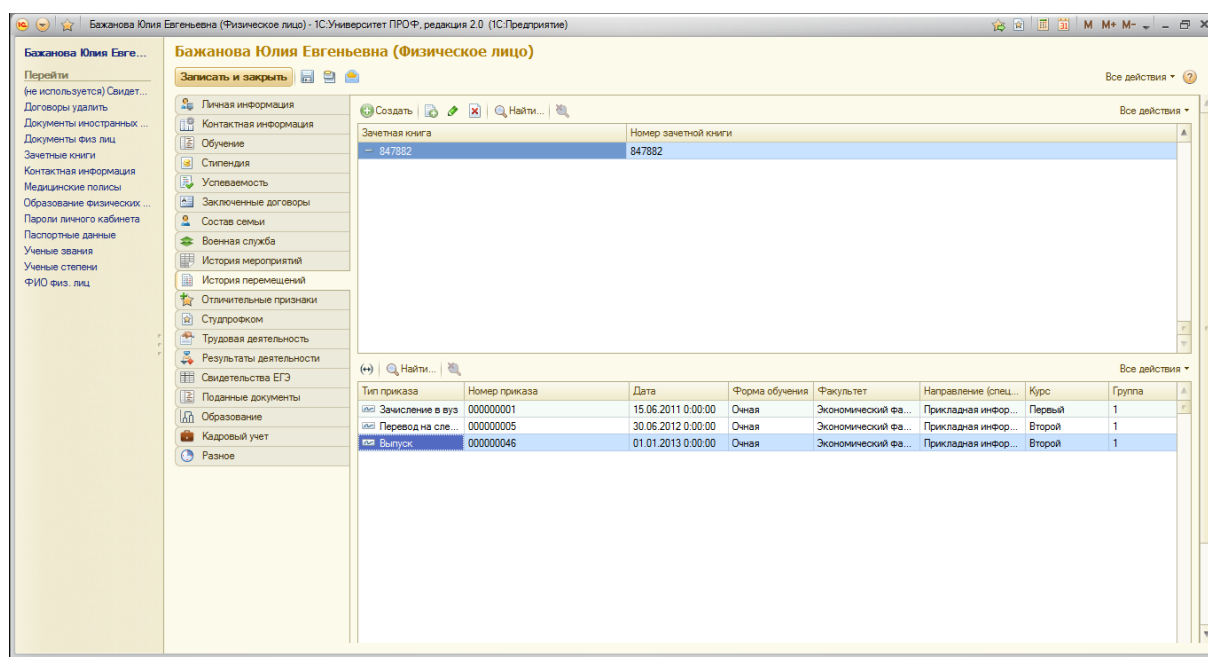 Бажанова Юлия Евгеньевна (Физическое лицо) - 1С:Университет ПРОФ, редакция 2.0 (1С:Предприятие)
M M+ M-
Бажанова Юлия Евге...
Перейти
(не используется) Свидет...
Договоры удалить
Документы иностранных ...
Документы физ лиц
Зачетные книги
Контактная информация
Медицинские полисы
Образование физических ...
Пароли личного кабинета
Паспортные данные
Ученые звания
Ученые степени
ФИО физ. лиц
Бажанова Юлия Евгеньевна (Физическое лицо)
Записать и закрыть
Все действия
Личная информация
Контактная информация
Обучение
Стипендия
Успеваемость
Заключенные договоры
Состав семьи
Военная служба
История мероприятий
История перемещений
Отличительные признаки
Студпрофком
Трудовая деятельность
Результаты деятельности
Свидетельства ЕГЭ
Поданные документы
Образование
Кадровый учет
Разное
Создать Найти... Все действия
Зачетная книга Номер зачетной книги
847882 847882
Найти... Все действия
Тип приказа Номер приказа Дата Форма обучения Факультет Направление (спец... Курс Группа
Зачисление в вуз 000000001 15.06.2011 0:00:00 Очная Экономический фа... Прикладная инфор... Первый 1
Перевод на сле... 000000005 30.06.2012 0:00:00 Очная Экономический фа... Прикладная инфор... Второй 1
Выпуск 000000046 01.01.2013 0:00:00 Очная Экономический фа... Прикладная инфор... Второй 1